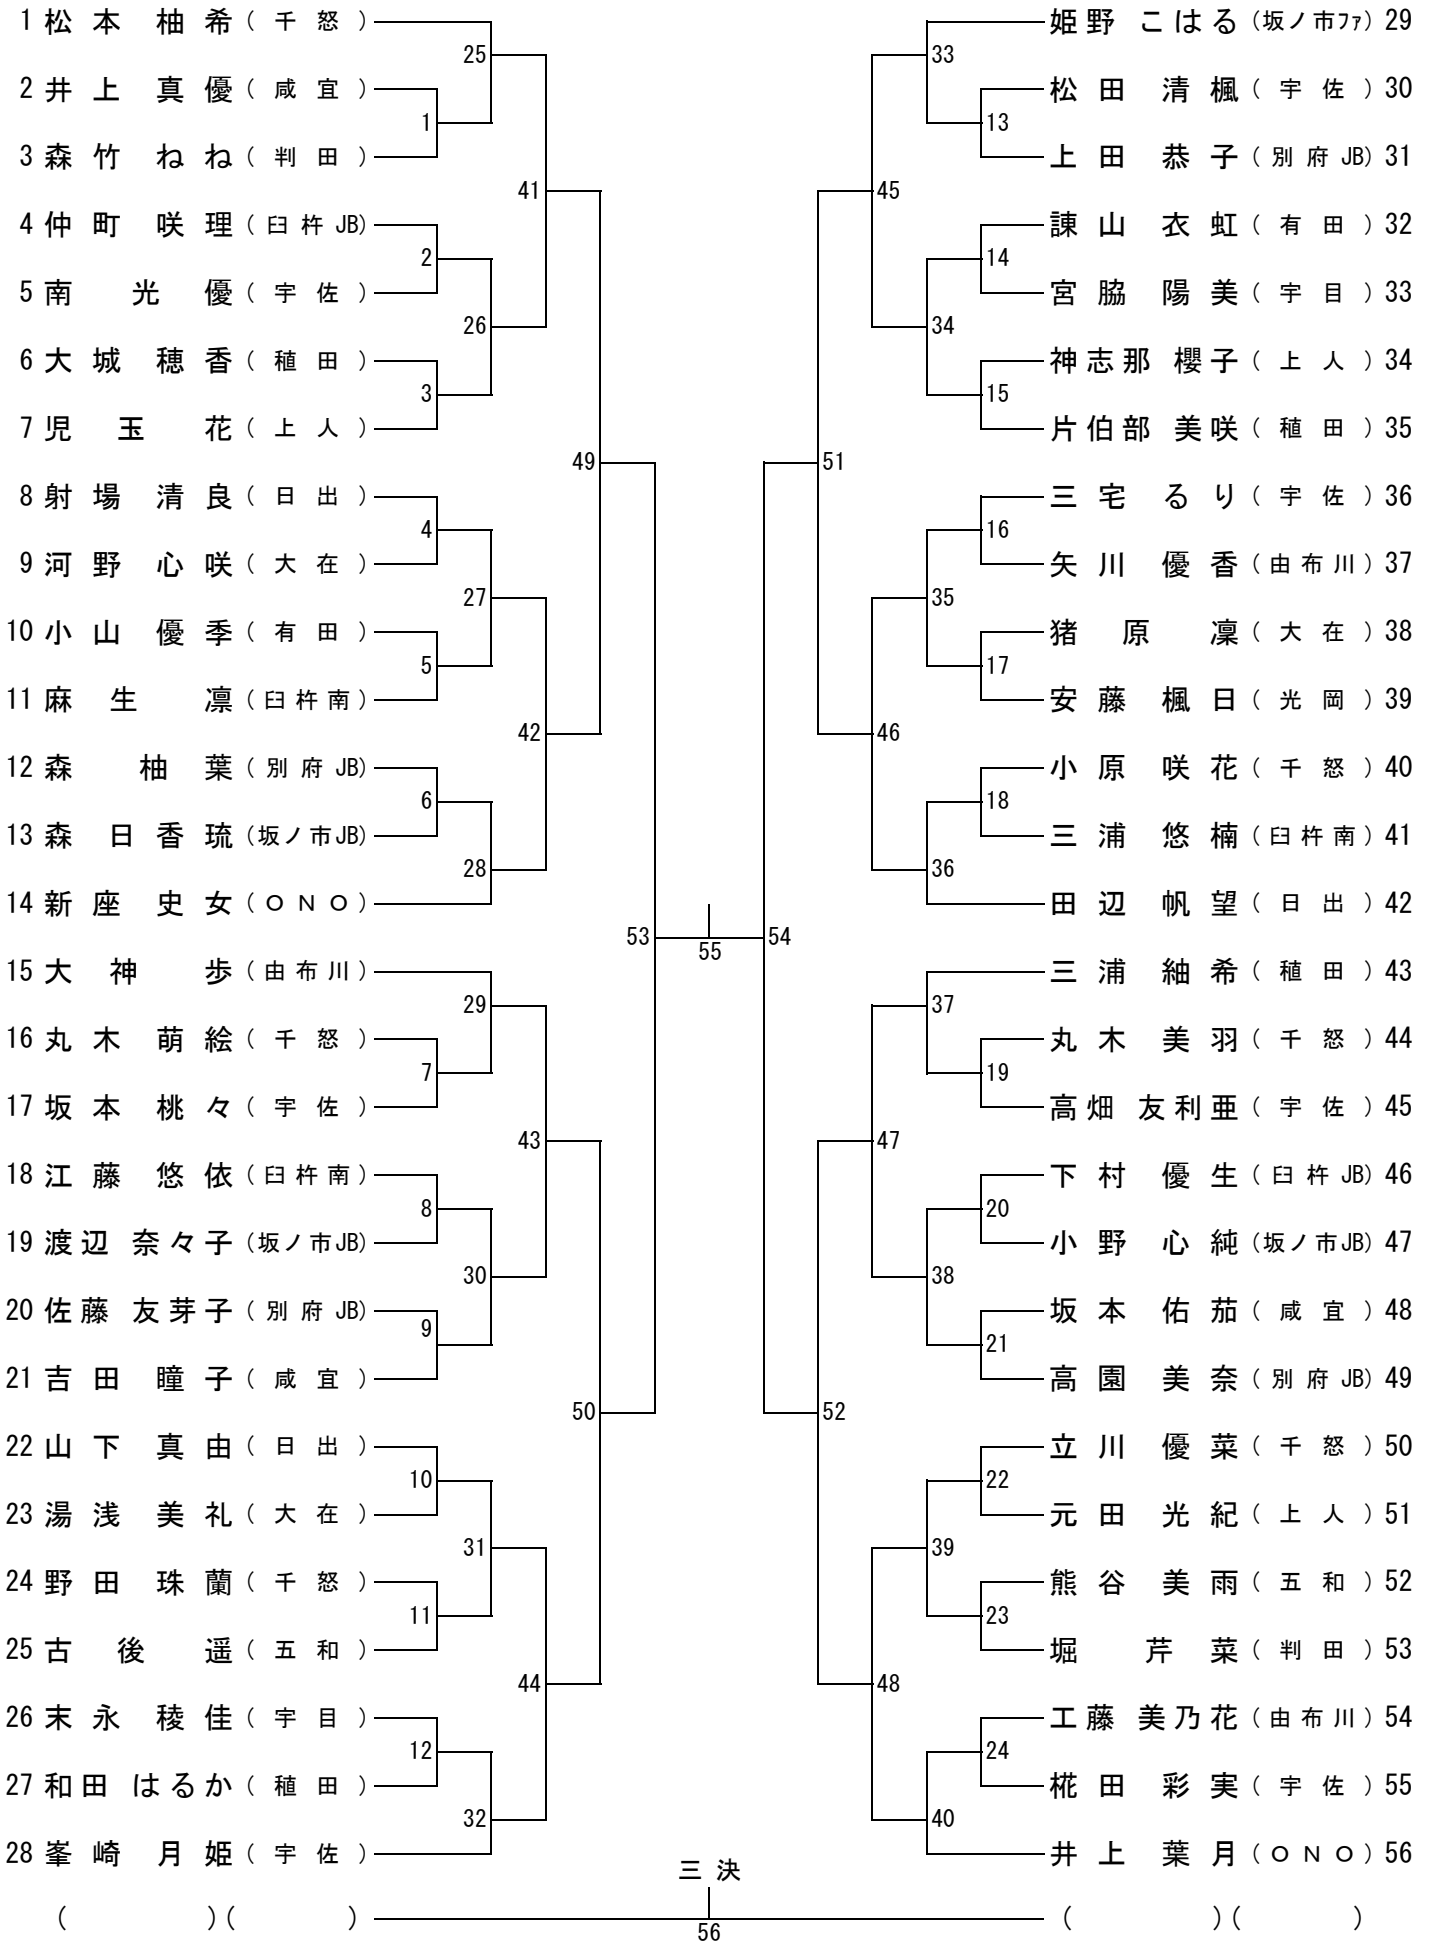 1 松本 柚希 ( 千怒 ) 姫野 こはる (坂ノ市ファ) 29
25 33
2 井上 真優 ( 咸宜 ) 松田 清楓 ( 宇佐 ) 30
1 13
3 森竹 ねね ( 判田 ) 上田 恭子 ( 別府JB) 31
41 45
4 仲町 咲理 ( 臼杵JB) 諌山 衣虹 ( 有田 ) 32
2 14
5 南 光優 ( 宇佐 ) 宮脇 陽美 ( 宇目 ) 33
26 34
6 大城 穂香 ( 稙田 ) 神志那 櫻子 ( 上人 ) 34
3 15
7 児玉 花 ( 上人 ) 片伯部 美咲 ( 稙田 ) 35
49 51
8 射場 清良 ( 日出 ) 三宅 るり ( 宇佐 ) 36
4 16
9 河野 心咲 ( 大在 ) 矢川 優香 (由布川) 37
27 35
10 小山 優季 ( 有田 ) 猪原 凜 ( 大在 ) 38
5 17
11 麻生 凛 (臼杵南) 安藤 楓日 ( 光岡 ) 39
42 46
12 森 柚葉 ( 別府JB) 小原 咲花 ( 千怒 ) 40
6 18
13 森 日香琉 (坂ノ市JB) 三浦 悠楠 (臼杵南) 41
28 36
14 新座 史女 (ONO) 田辺 帆望 ( 日出 ) 42
53 55 54
15 大神 歩 (由布川) 三浦 紬希 ( 稙田 ) 43
29 37
16 丸木 萌絵 ( 千怒 ) 丸木 美羽 ( 千怒 ) 44
7 19
17 坂本 桃々 ( 宇佐 ) 高畑 友利亜 ( 宇佐 ) 45
43 47
18 江藤 悠依 (臼杵南) 下村 優生 ( 臼杵JB) 46
8 20
19 渡辺 奈々子 (坂ノ市JB) 小野 心純 (坂ノ市JB) 47
30 38
20 佐藤 友芽子 ( 別府JB) 坂本 佑茄 ( 咸宜 ) 48
9 21
21 吉田 瞳子 ( 咸宜 ) 高園 美奈 ( 別府JB) 49
50 52
22 山下 真由 ( 日出 ) 立川 優菜 ( 千怒 ) 50
10 22
23 湯浅 美礼 ( 大在 ) 元田 光紀 ( 上人 ) 51
31 39
24 野田 珠蘭 ( 千怒 ) 熊谷 美雨 ( 五和 ) 52
11 23
25 古後 遥 ( 五和 ) 堀 芹菜 ( 判田 ) 53
44 48
26 末永 稜佳 ( 宇目 ) 工藤 美乃花 (由布川) 54
12 24
27 和田 はるか ( 稙田 ) 椛田 彩実 ( 宇佐 ) 55
32 40
28 峯崎 月姫 ( 宇佐 ) 井上 葉月 (ONO) 56
三決
( )( ) ( )( )
56